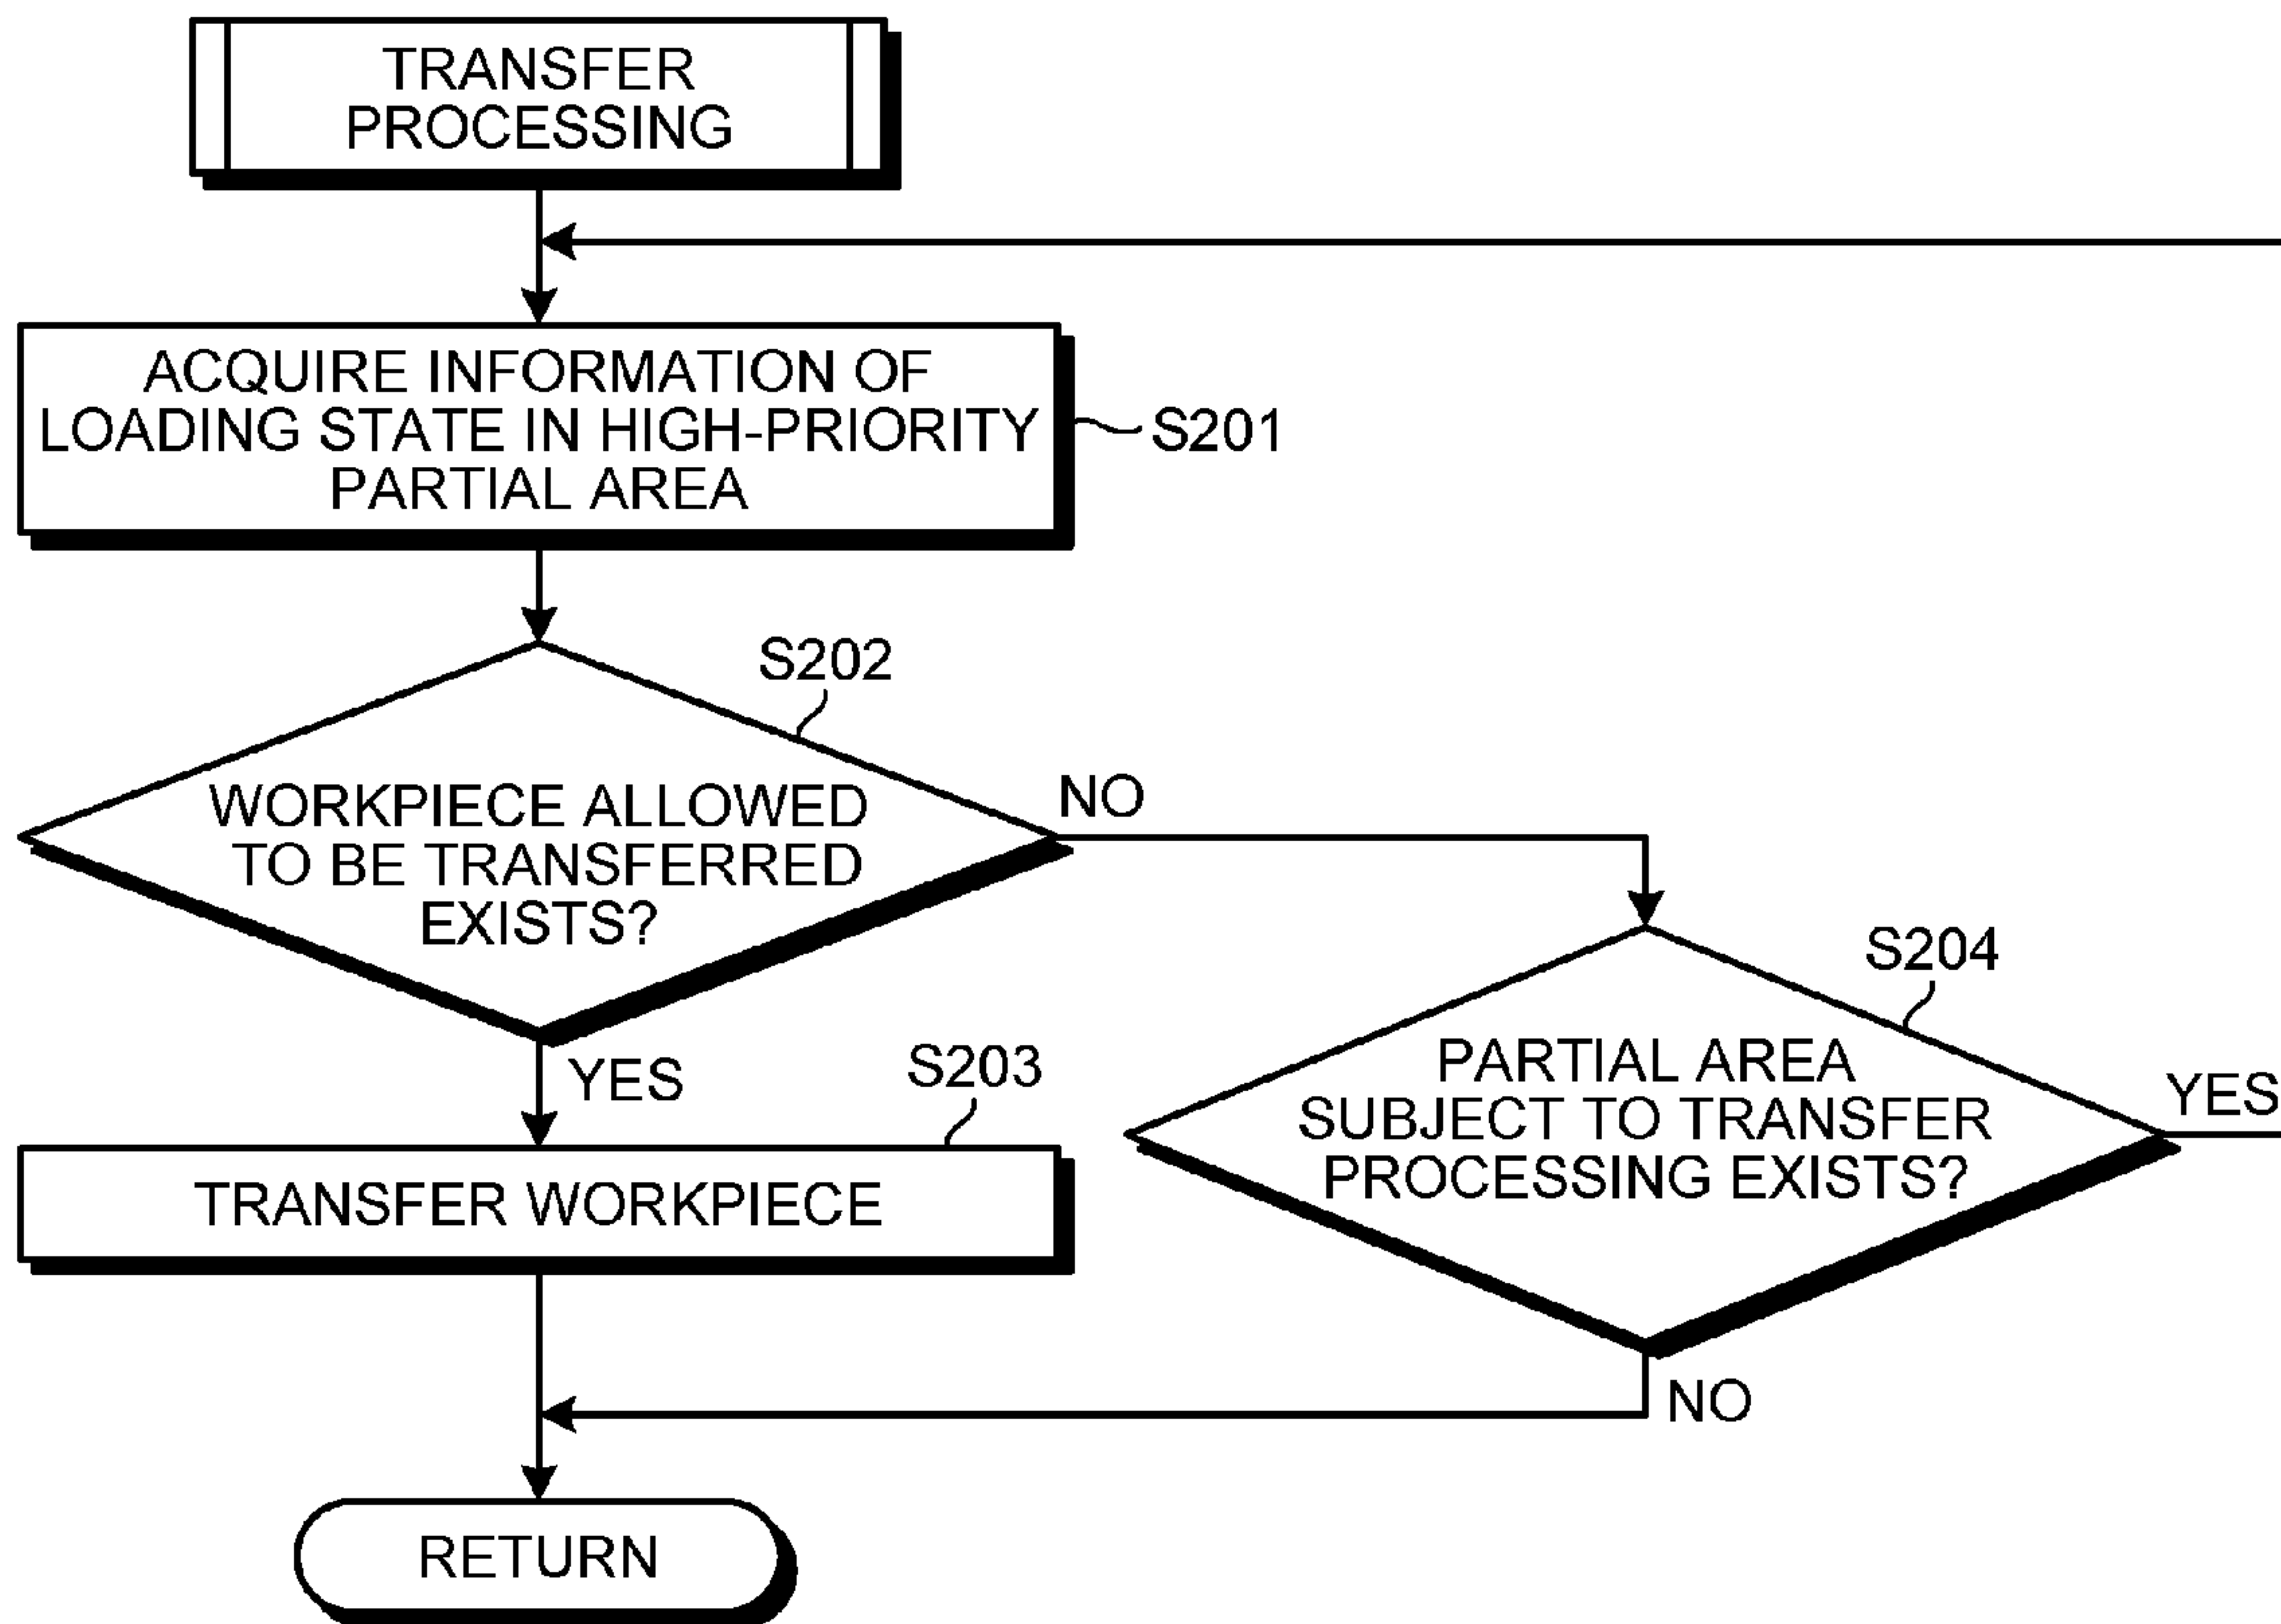 TRANSFER
PROCESSING
ACQUIRE INFORMATION OF
LOADING STATE IN HIGH-PRIORITY
PARTIAL AREA
S201
S202
WORKPIECE ALLOWED
TO BE TRANSFERRED
EXISTS?
NO
YES
S203
TRANSFER WORKPIECE
S204
PARTIAL AREA
SUBJECT TO TRANSFER
PROCESSING EXISTS?
YES
NO
RETURN